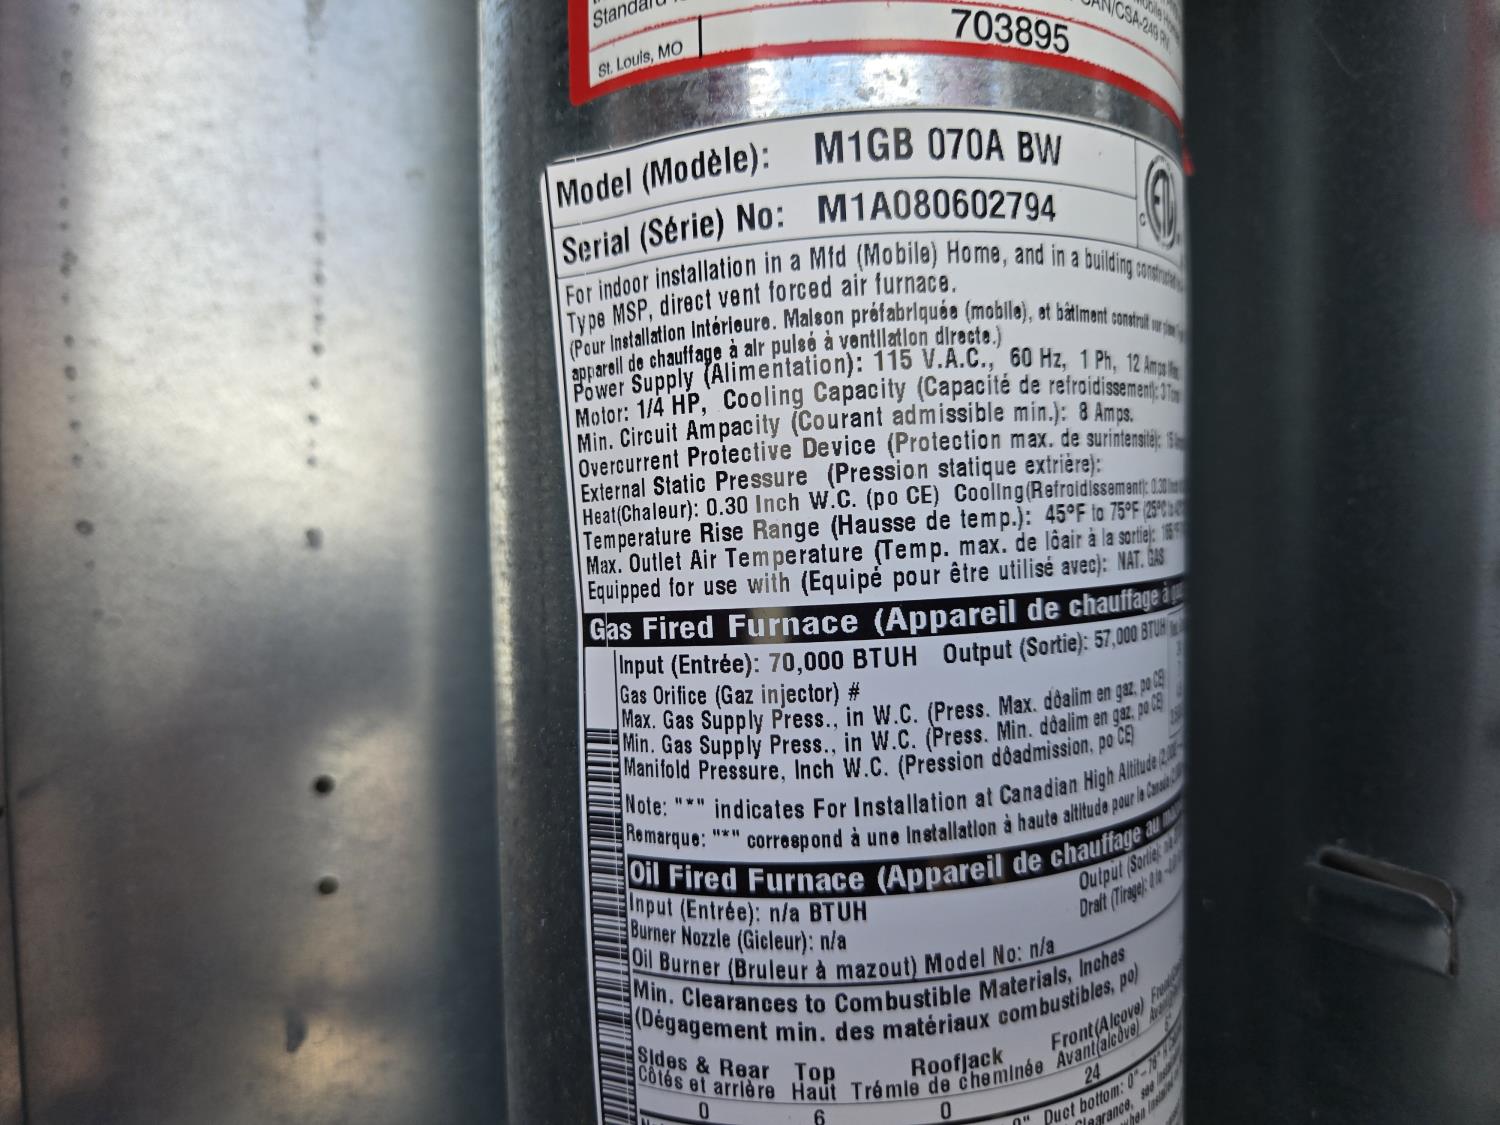 Standard
CAN/CSA-249 RV.
St. Louis, MO
703895
Model (Modèle): M1GB 070A BW
Serial (Série) No: M1A080602794
For indoor installation in a Mfd (Mobile) Home, and in a building
Type MSP, direct vent forced air furnace.
(Pour Installation Intérieure. Maison préfabriquée (mobile), et bâtiment construit
appareil de chauffage à air pulsé à ventilation directe.)
Power Supply (Alimentation): 115 V.A.C., 60 Hz, 1 Ph, 12 Amps
Motor: 1/4 HP, Cooling Capacity (Capacité de refroidissement): 3
Min. Circuit Ampacity (Courant admissible min.): 8 Amps.
Overcurrent Protective Device (Protection max. de surintensité):
External Static Pressure (Pression statique extrière):
Heat(Chaleur): 0.30 Inch W.C. (po CE) Cooling(Refroidissement): 0.30
Temperature Rise Range (Hausse de temp.): 45°F to 75°F
Max. Outlet Air Temperature (Temp. max. de lôair à la sortie):
Equipped for use with (Equipé pour être utilisé avec): NAT. GAS
Gas Fired Furnace (Appareil de chauffage à
Input (Entrée): 70,000 BTUH Output (Sortie): 57,000 BTUH
Gas Orifice (Gaz injector) #
Max. Gas Supply Press., in W.C. (Press. Max. dôalim en gaz, po CE)
Min. Gas Supply Press., in W.C. (Press. Min. dôalim en gaz, po CE)
Manifold Pressure, Inch W.C. (Pression dôadmission, po CE)
Note: "*" indicates For Installation at Canadian High Altitude
Remarque: "*" correspond à une Installation à haute altitude pour le
Oil Fired Furnace (Appareil de chauffage au
Input (Entrée): n/a BTUH Output (Sortie):
Burner Nozzle (Gicleur): n/a Draft (Tirage):
Oil Burner (Bruleur à mazout) Model No: n/a
Min. Clearances to Combustible Materials, Inches
(Dégagement min. des matériaux combustibles, po)
Sides & Rear Top Roofjack Front(Alcove)
Côtés et arrière Haut Trémie de cheminée Avant(alcôve)
0 6 0 24
Duct bottom: